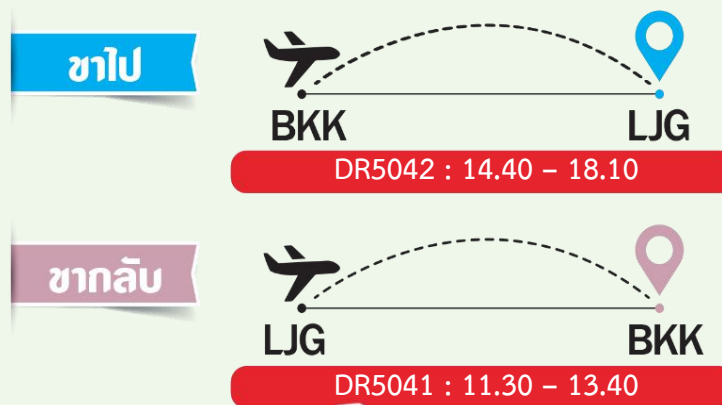 ขาไป
BKK
LJG
DR5042 : 14.40 – 18.10
ขากลับ
LJG
BKK
DR5041 : 11.30 – 13.40